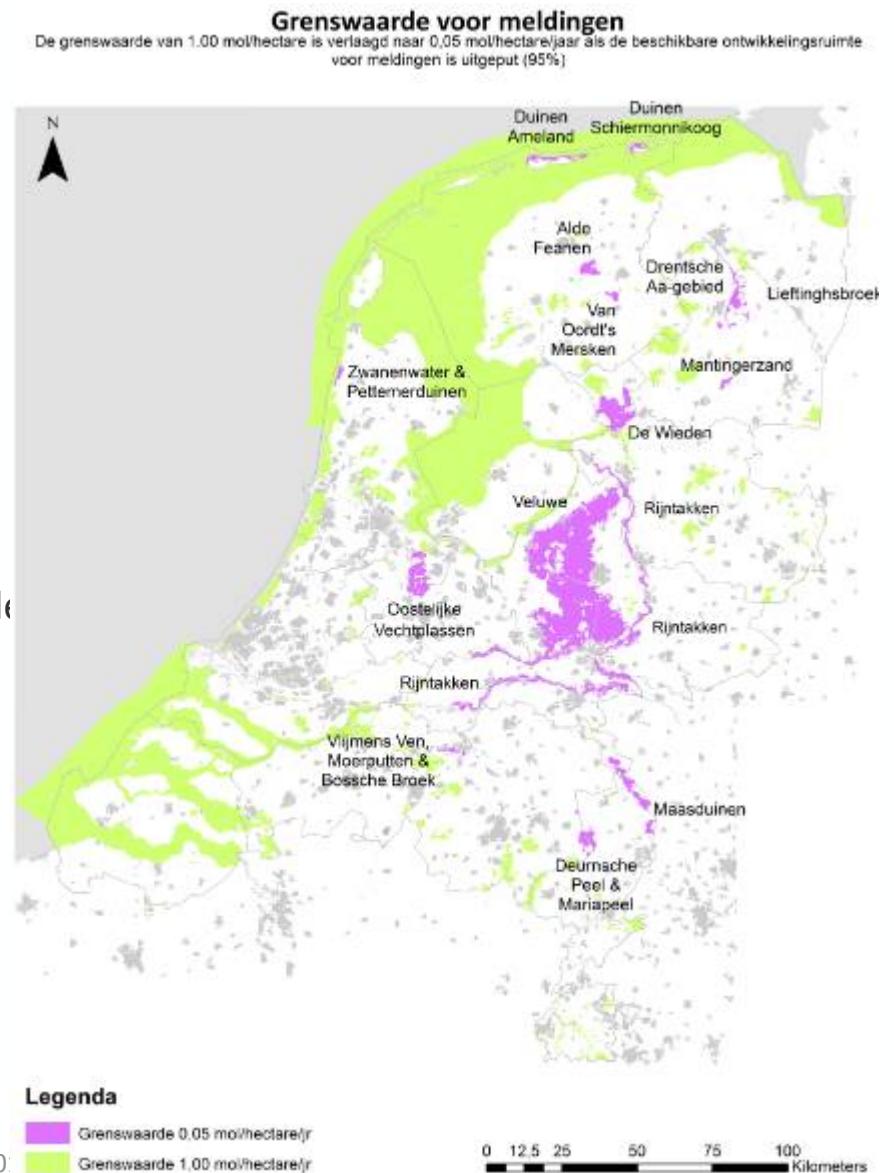 Grenswaarde voor meldingen
De grenswaarde van 1.00 mol/hectare is verlaagd naar 0,05 mol/hectare/jaar als de beschikbare ontwikkelingsruimte
voor meldingen is uitgeput (95%)
N
Duinen
Ameland
Duinen
Schiermonnikoog
Alde
Feanen
Drentsche
Aa-gebied
Lieftinghsbroek
Van
Oordt's
Mersken
Mantingerzand
Zwanenwater &
Pettemerduinen
De Wieden
Veluwe
Rijntakken
Oostelijke
Vechtplassen
Rijntakken
Rijntakken
Vlijmens Ven,
Moerputten &
Bossche Broek
Maasduinen
Deurnsche
Peel &
Mariapeel
Legenda
Grenswaarde 0,05 mol/hectare/jr
Grenswaarde 1,00 mol/hectare/jr
0 12,5 25 50 75 100
Kilometers